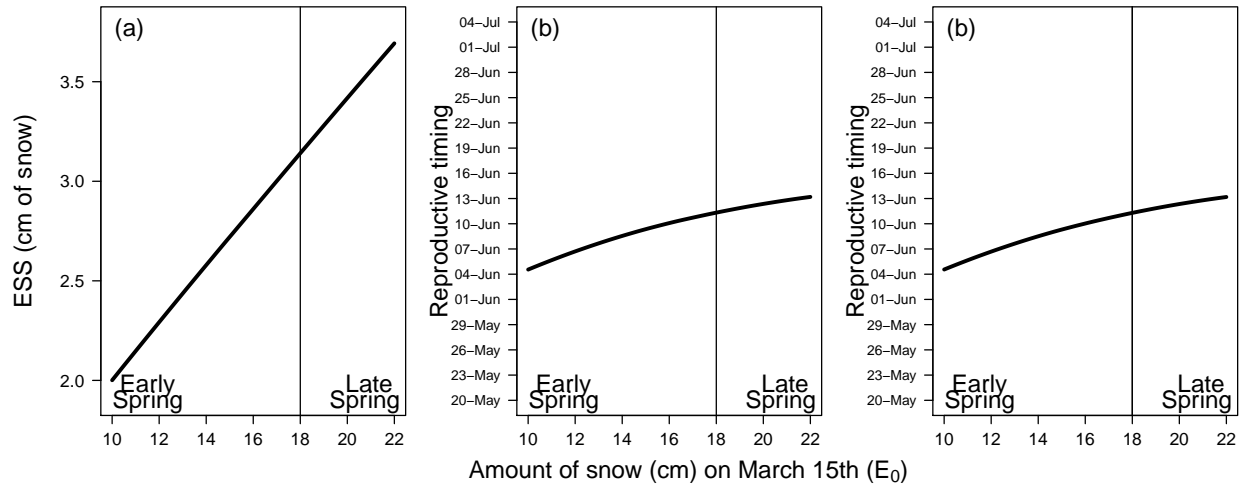 (a)
ESS (cm of snow)
3.5
3.0
2.5
2.0
Early
Spring
Late
Spring
10 12 14 16 18 20 22
(b)
Reproductive timing
04−Jul
01−Jul
28−Jun
25−Jun
22−Jun
19−Jun
16−Jun
13−Jun
10−Jun
07−Jun
04−Jun
01−Jun
29−May
26−May
23−May
20−May
Early
Spring
Late
Spring
10 12 14 16 18 20 22
(b)
Reproductive timing
04−Jul
01−Jul
28−Jun
25−Jun
22−Jun
19−Jun
16−Jun
13−Jun
10−Jun
07−Jun
04−Jun
01−Jun
29−May
26−May
23−May
20−May
Early
Spring
Late
Spring
10 12 14 16 18 20 22
Amount of snow (cm) on March 15th (E₀)